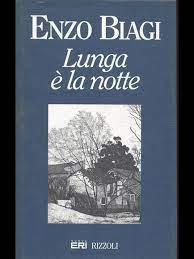 ENZO BIAGI
Lunga
è la notte
ERI RIZZOLI